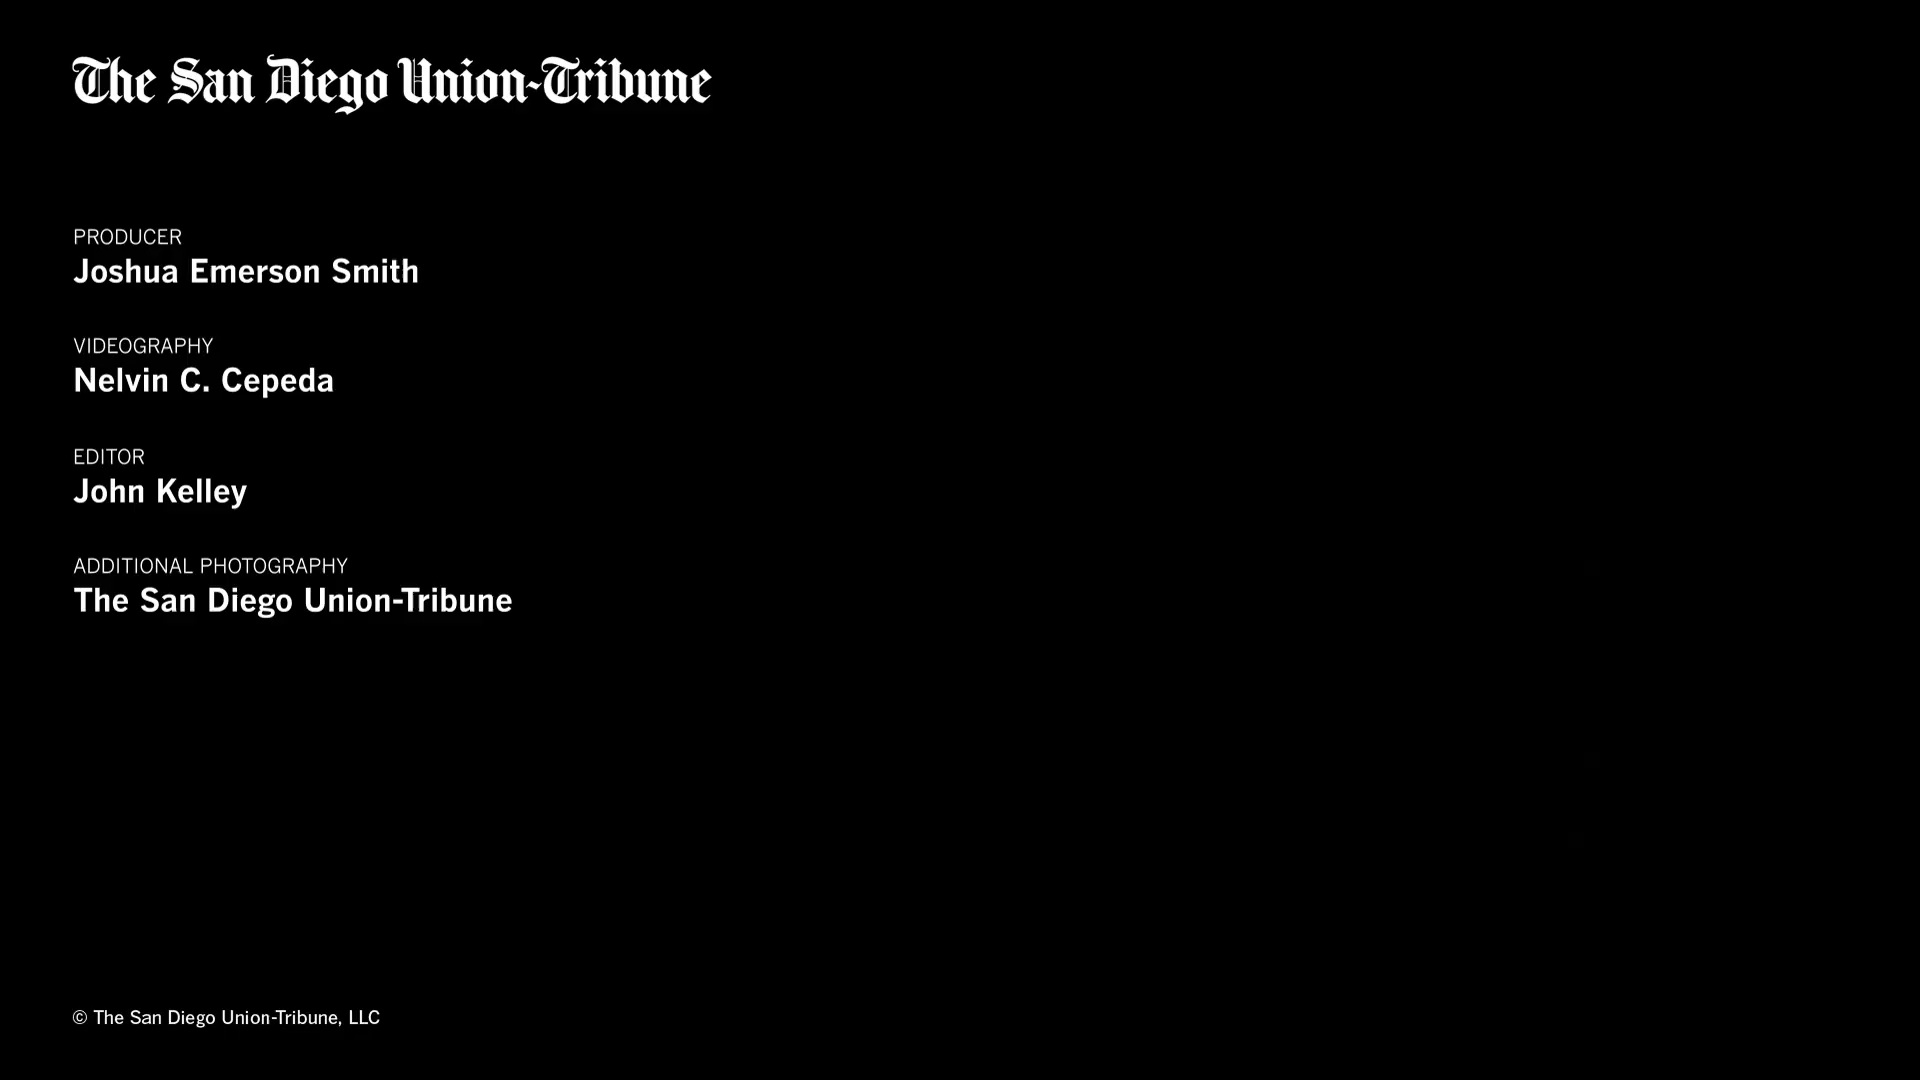 The San Diego Union-Tribune
PRODUCER
Joshua Emerson Smith
VIDEOGRAPHY
Nelvin C. Cepeda
EDITOR
John Kelley
ADDITIONAL PHOTOGRAPHY
The San Diego Union-Tribune
© The San Diego Union-Tribune, LLC